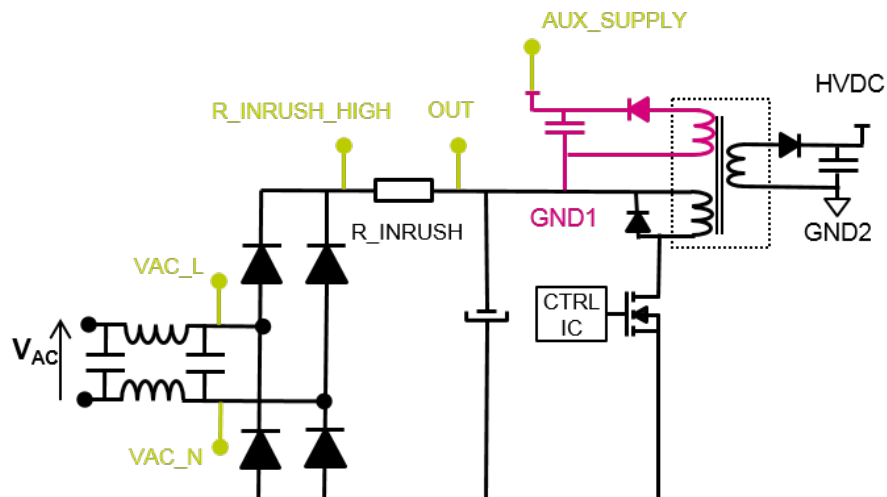 AUX_SUPPLY
HVDC
R_INRUSH_HIGH
OUT
GND1
R_INRUSH
GND2
VAC_L
CTRL
IC
VAC
VAC_N